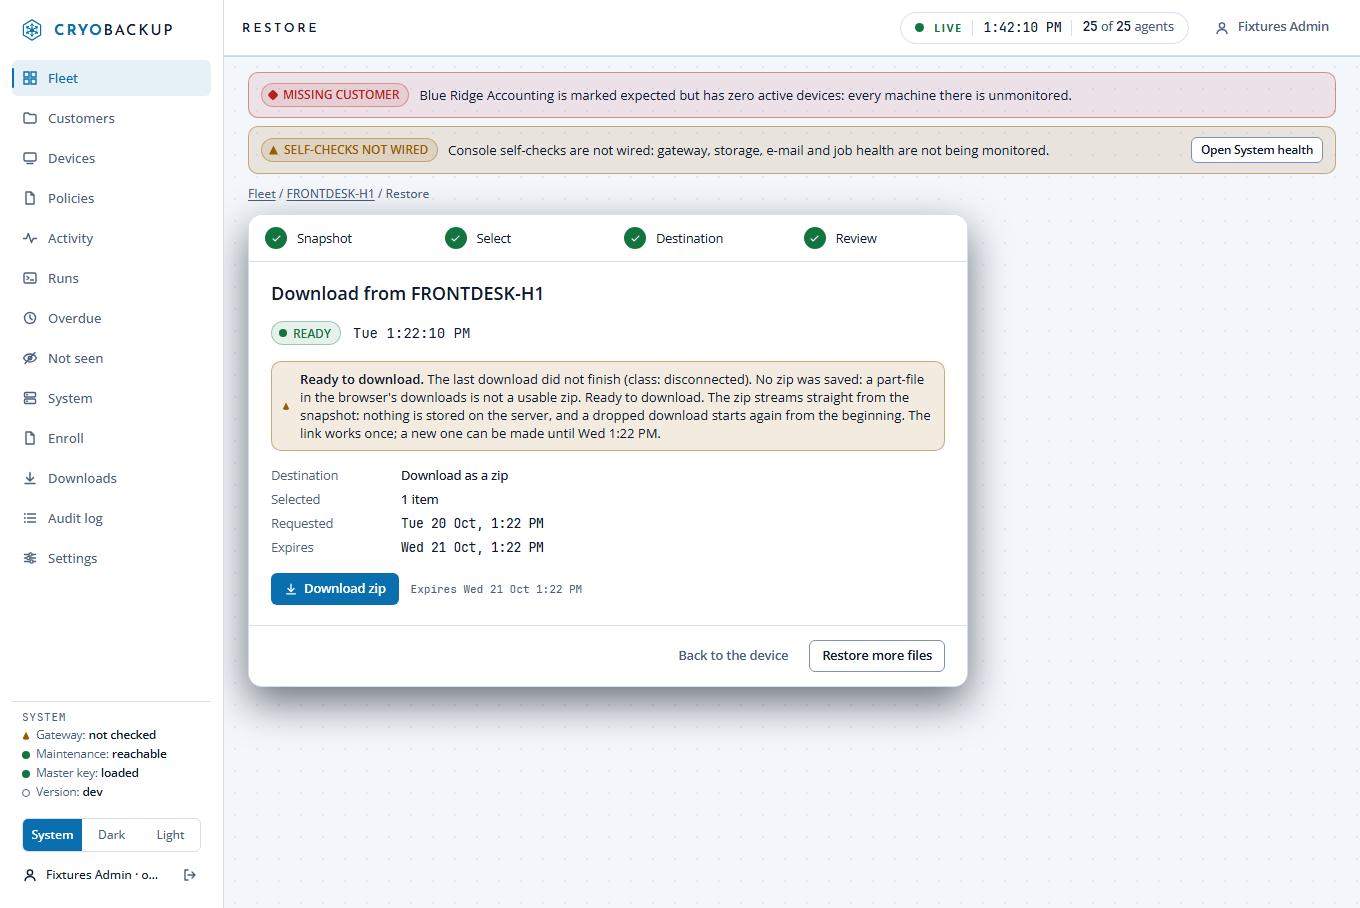 CRYOBACKUP
RESTORE
LIVE 1:42:10 PM 25 of 25 agents
Fixtures Admin
Fleet
Customers
Devices
Policies
Activity
Runs
Overdue
Not seen
System
Enroll
Downloads
Audit log
Settings
SYSTEM
Gateway: not checked
Maintenance: reachable
Master key: loaded
Version: dev
System Dark Light
Fixtures Admin · o...
MISSING CUSTOMER Blue Ridge Accounting is marked expected but has zero active devices: every machine there is unmonitored.
SELF-CHECKS NOT WIRED Console self-checks are not wired: gateway, storage, e-mail and job health are not being monitored. Open System health
Fleet / FRONTDESK-H1 / Restore
Snapshot Select Destination Review
Download from FRONTDESK-H1
READY Tue 1:22:10 PM
Ready to download. The last download did not finish (class: disconnected). No zip was saved: a part-file
in the browser's downloads is not a usable zip. Ready to download. The zip streams straight from the
snapshot: nothing is stored on the server, and a dropped download starts again from the beginning. The
link works once; a new one can be made until Wed 1:22 PM.
Destination Download as a zip
Selected 1 item
Requested Tue 20 Oct, 1:22 PM
Expires Wed 21 Oct, 1:22 PM
Download zip Expires Wed 21 Oct 1:22 PM
Back to the device Restore more files